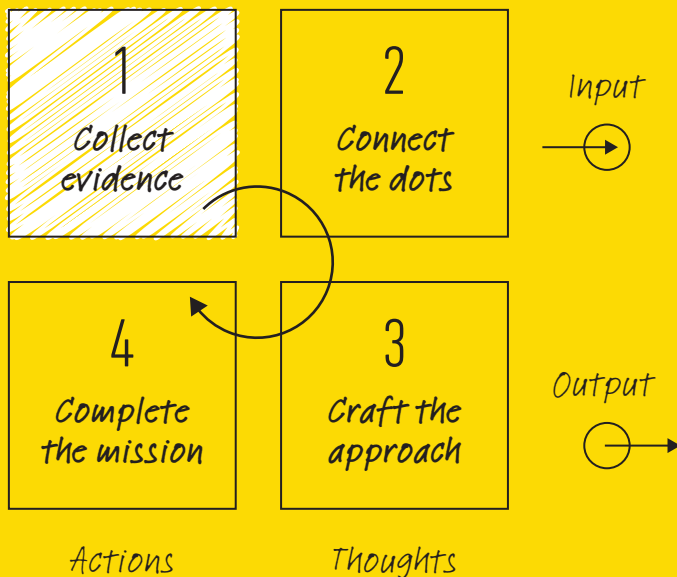 1
Collect
evidence
2
Connect
the dots
Input
4
Complete
the mission
3
Craft the
approach
Output
Actions
Thoughts